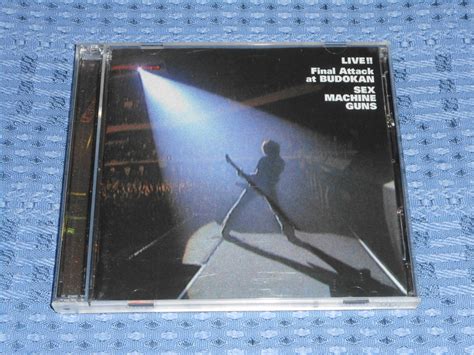 LIVE!!
Final Attack
at BUDOKAN
SEX
MACHINE
GUNS